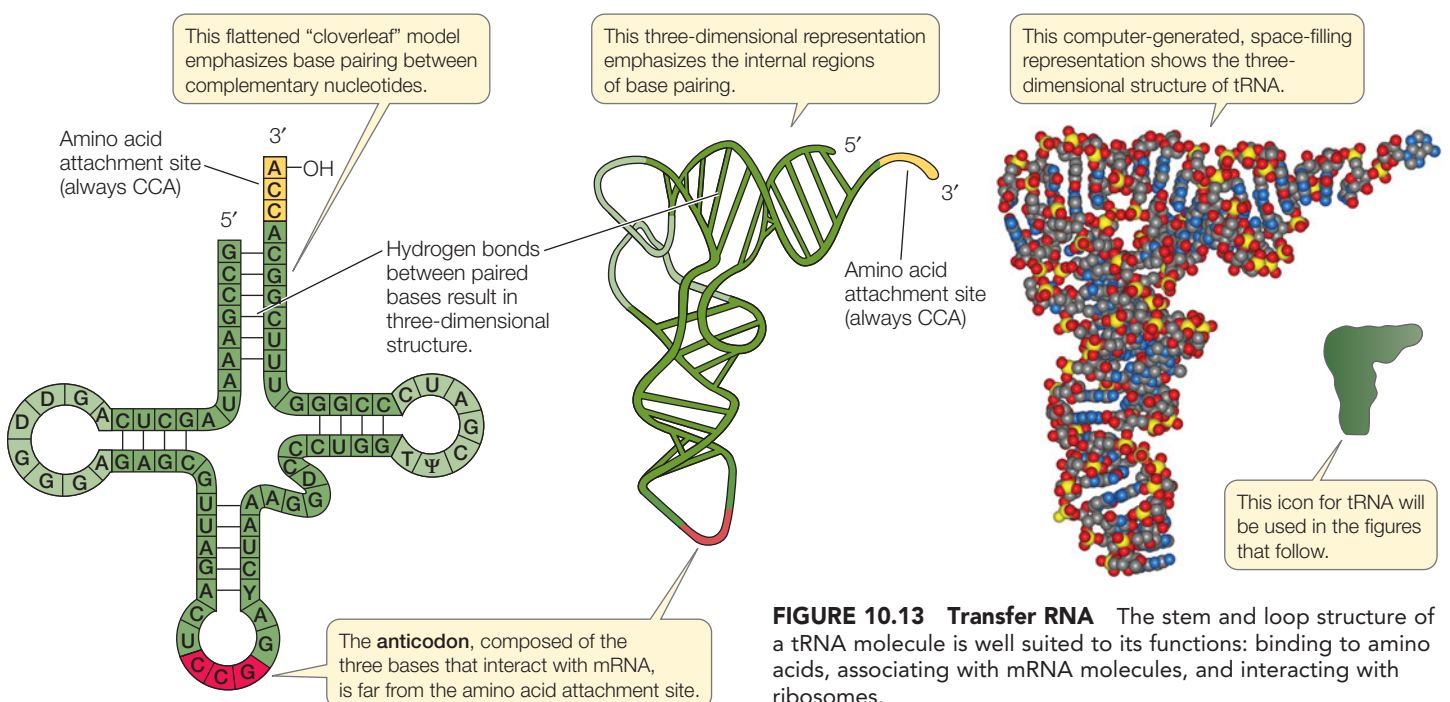 This flattened “cloverleaf” model
emphasizes base pairing between
complementary nucleotides.
This three-dimensional representation
emphasizes the internal regions
of base pairing.
This computer-generated, space-filling
representation shows the three-
dimensional structure of tRNA.
Amino acid
attachment site
(always CCA)
3′
A
C
C
A
C
G
G
C
U
U
U
OH
5′
G
C
C
G
A
A
A
U
Hydrogen bonds
between paired
bases result in
three-dimensional
structure.
5′
3′
Amino acid
attachment site
(always CCA)
D D G A C U C G A
G G G A G A G C G
G G G C C C U A
G C Ψ T
C C U G G
C D G G A A
U
U
A
G
A
C
U
C C G
G
A
Y
C
U
A
A
This icon for tRNA will
be used in the figures
that follow.
The anticodon, composed of the
three bases that interact with mRNA,
is far from the amino acid attachment site.
FIGURE 10.13 Transfer RNA The stem and loop structure of
a tRNA molecule is well suited to its functions: binding to amino
acids, associating with mRNA molecules, and interacting with
ribosomes.